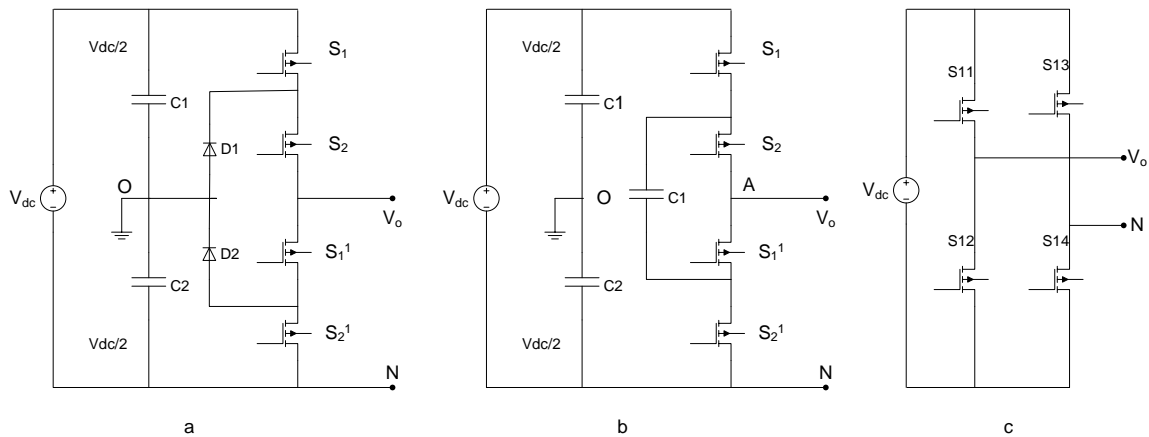 Vdc/2
S1
C1
D1
S2
Vdc
O
Vo
D2
S1¹
C2
Vdc/2
S2¹
N
a
Vdc/2
S1
C1
S2
A
Vdc
O
C1
Vo
S1¹
C2
Vdc/2
S2¹
N
b
S11
S13
Vo
Vdc
N
S12
S14
c